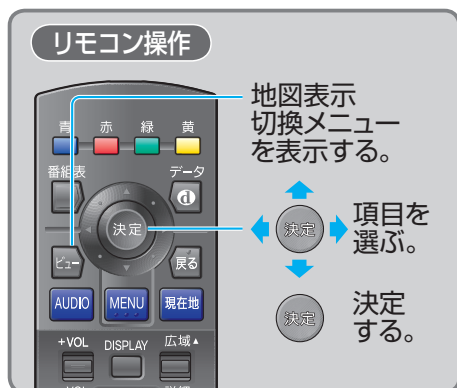 リモコン操作
地図表示
切換メニュー
を表示する。
青 赤 緑 黄
番組表 データ
d
決定
ビュー 戻る
AUDIO MENU 現在地
+VOL DISPLAY 広域▲
決定
項目を
選ぶ。
決定
決定
する。